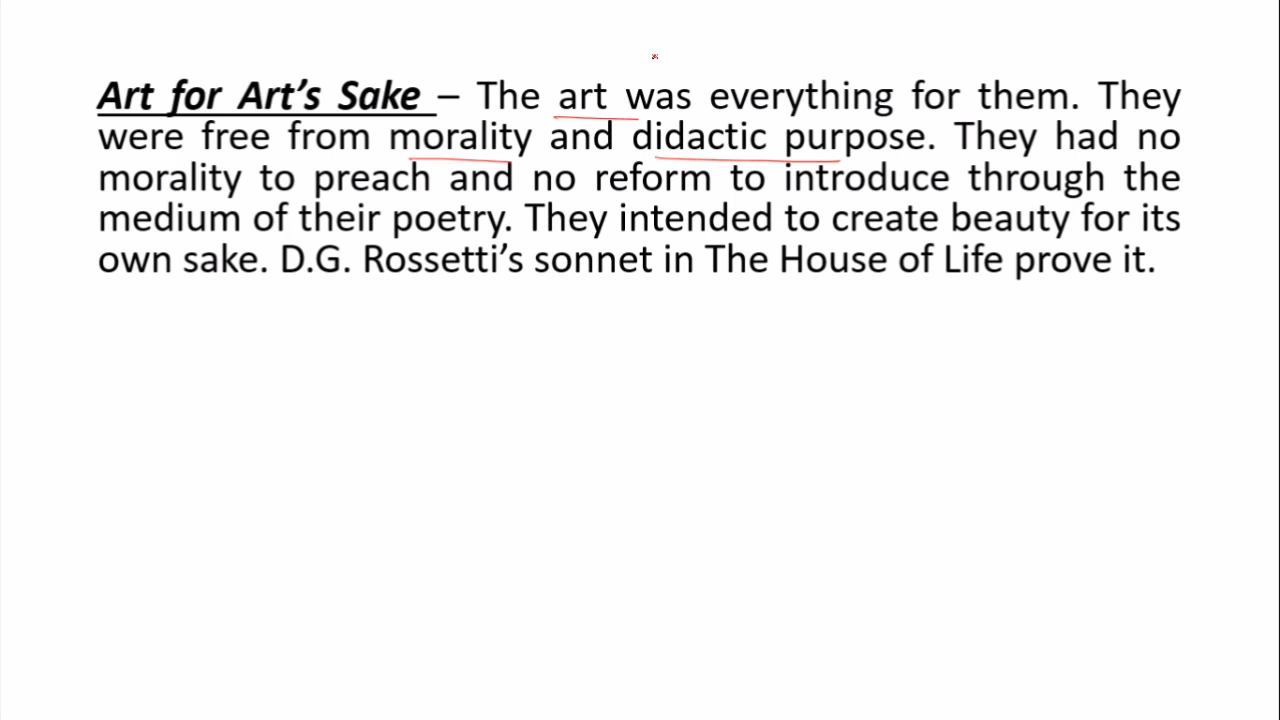 Art for Art’s Sake – The art was everything for them. They
were free from morality and didactic purpose. They had no
morality to preach and no reform to introduce through the
medium of their poetry. They intended to create beauty for its
own sake. D.G. Rossetti’s sonnet in The House of Life prove it.